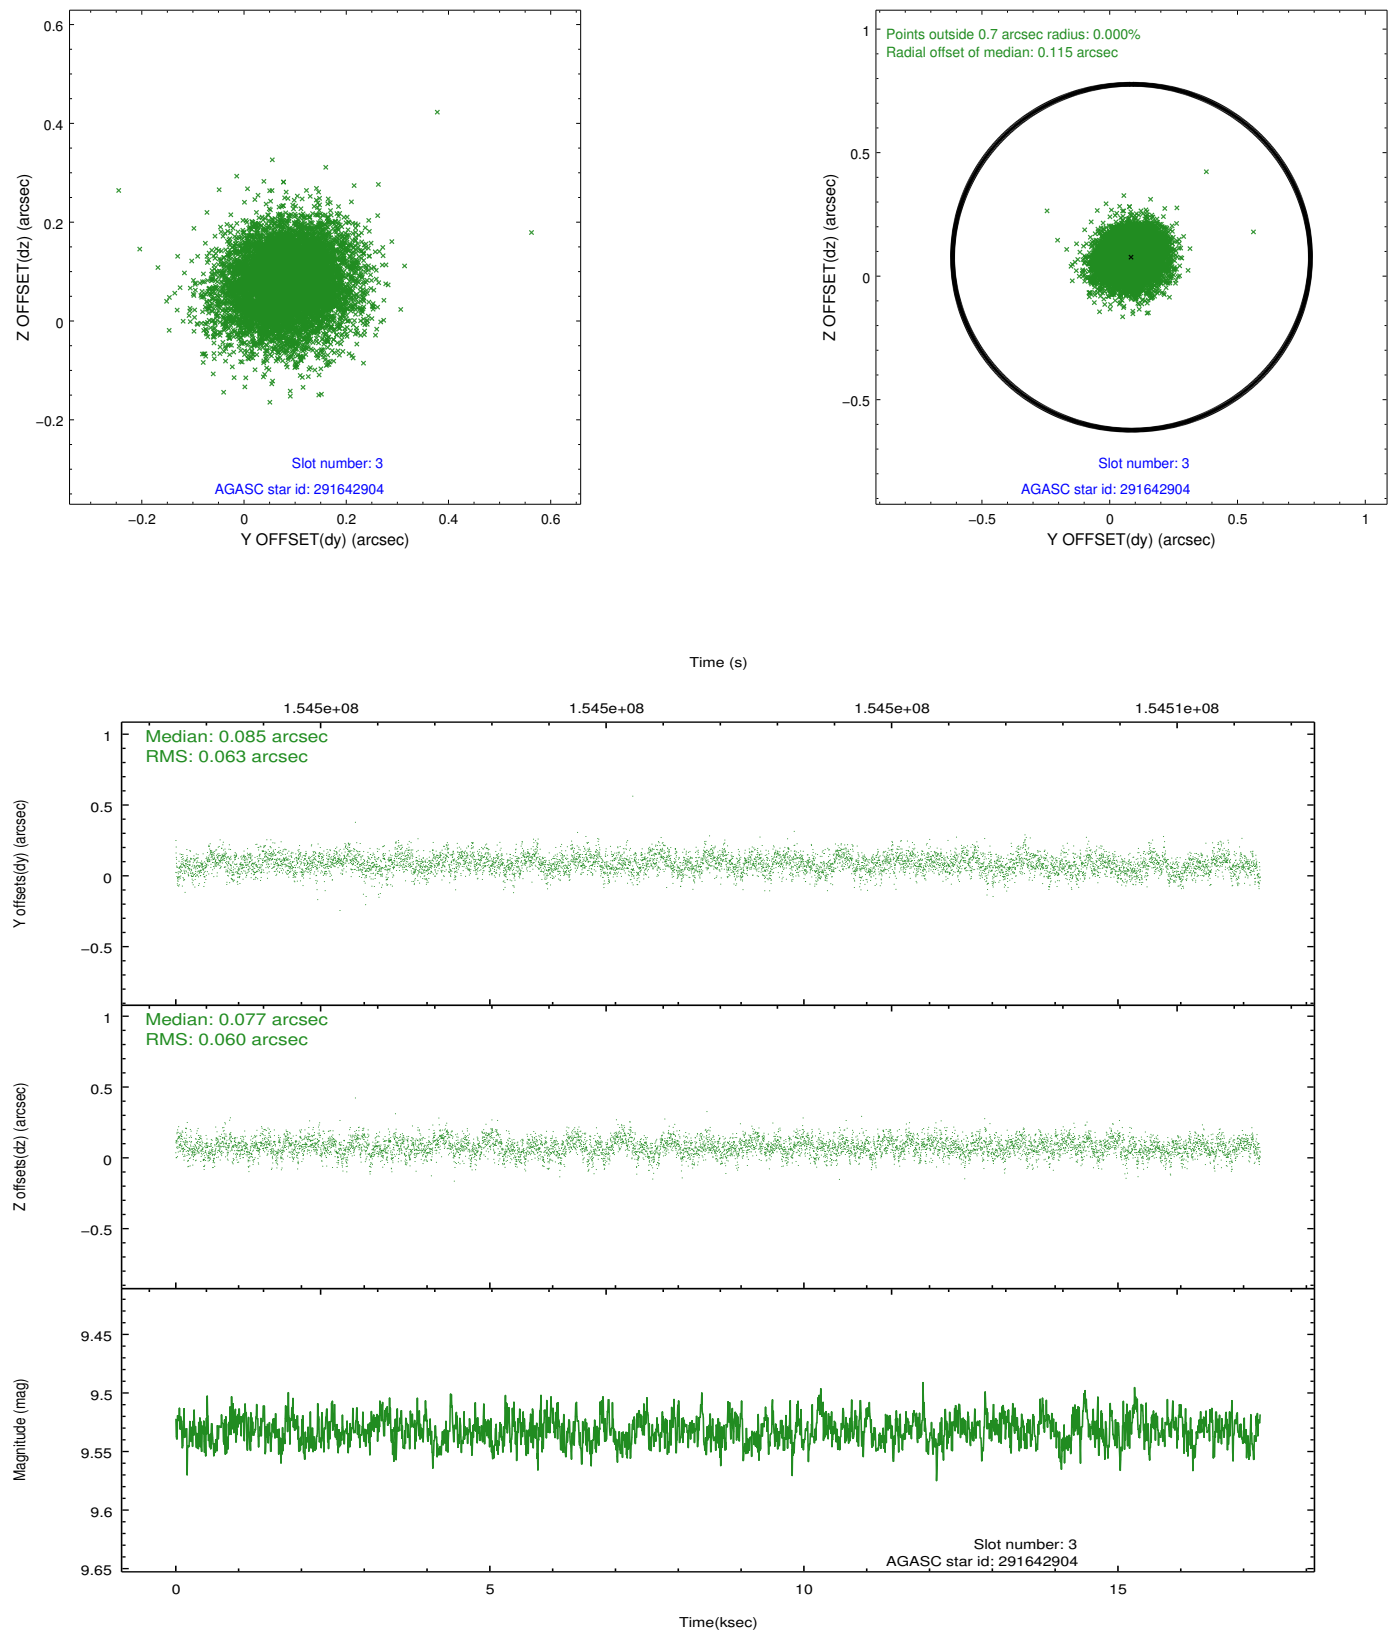 0.6
0.4
0.2
0
−0.2
Z OFFSET(dz) (arcsec)
Slot number: 3
AGASC star id: 291642904
−0.2 0 0.2 0.4 0.6
Y OFFSET(dy) (arcsec)
Points outside 0.7 arcsec radius: 0.000%
Radial offset of median: 0.115 arcsec
1
0.5
0
−0.5
Z OFFSET(dz) (arcsec)
Slot number: 3
AGASC star id: 291642904
−0.5 0 0.5 1
Y OFFSET(dy) (arcsec)
Time (s)
1.545e+08 1.545e+08 1.545e+08 1.5451e+08
Median: 0.085 arcsec
RMS: 0.063 arcsec
1
0.5
0
−0.5
Y offsets(dy) (arcsec)
Median: 0.077 arcsec
RMS: 0.060 arcsec
1
0.5
0
−0.5
Z offsets(dz) (arcsec)
9.45
9.5
9.55
9.6
9.65
Magnitude (mag)
Slot number: 3
AGASC star id: 291642904
0 5 10 15
Time(ksec)